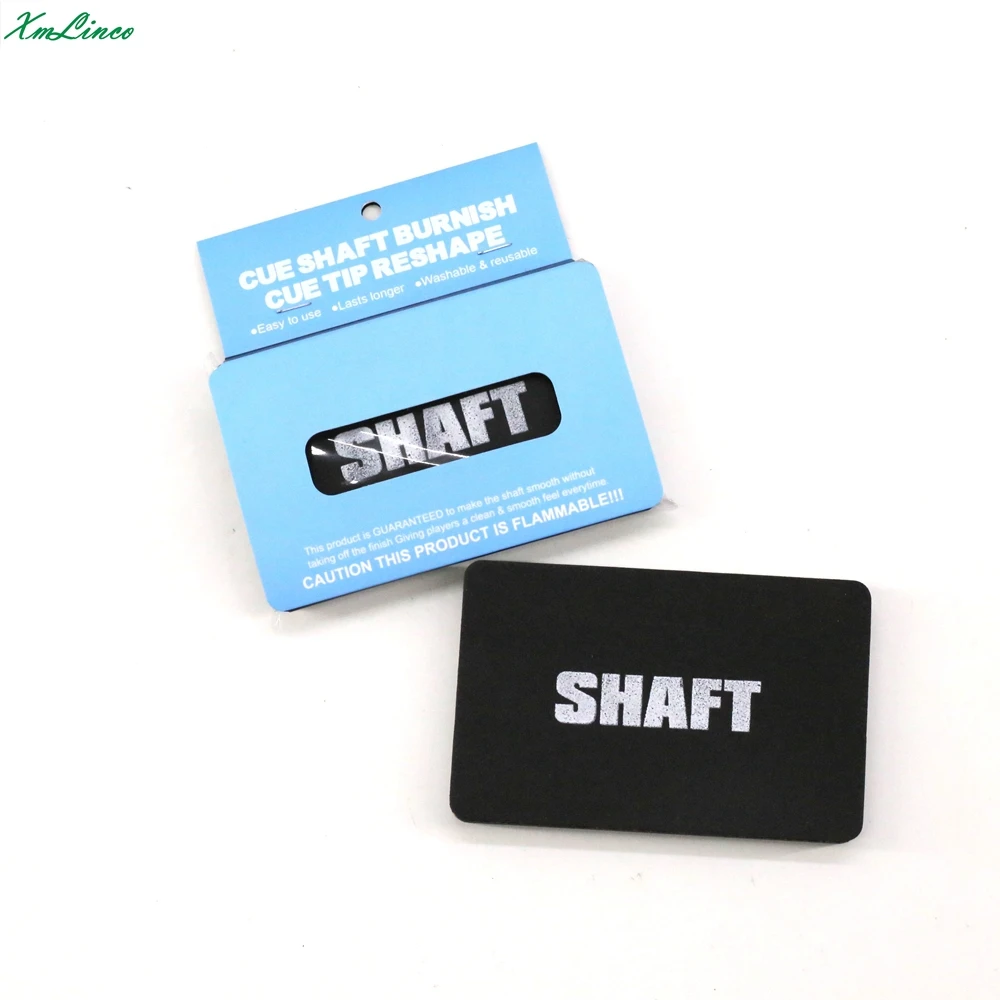 XmLinco
CUE SHAFT BURNISH
CUE TIP RESHAPE
●Easy to use ●Lasts longer ●Washable & reusable
SHAFT
This product is GUARANTEED to make the shaft smooth without
taking off the finish Giving players a clean & smooth feel everytime
CAUTION THIS PRODUCT IS FLAMMABLE!!!
SHAFT